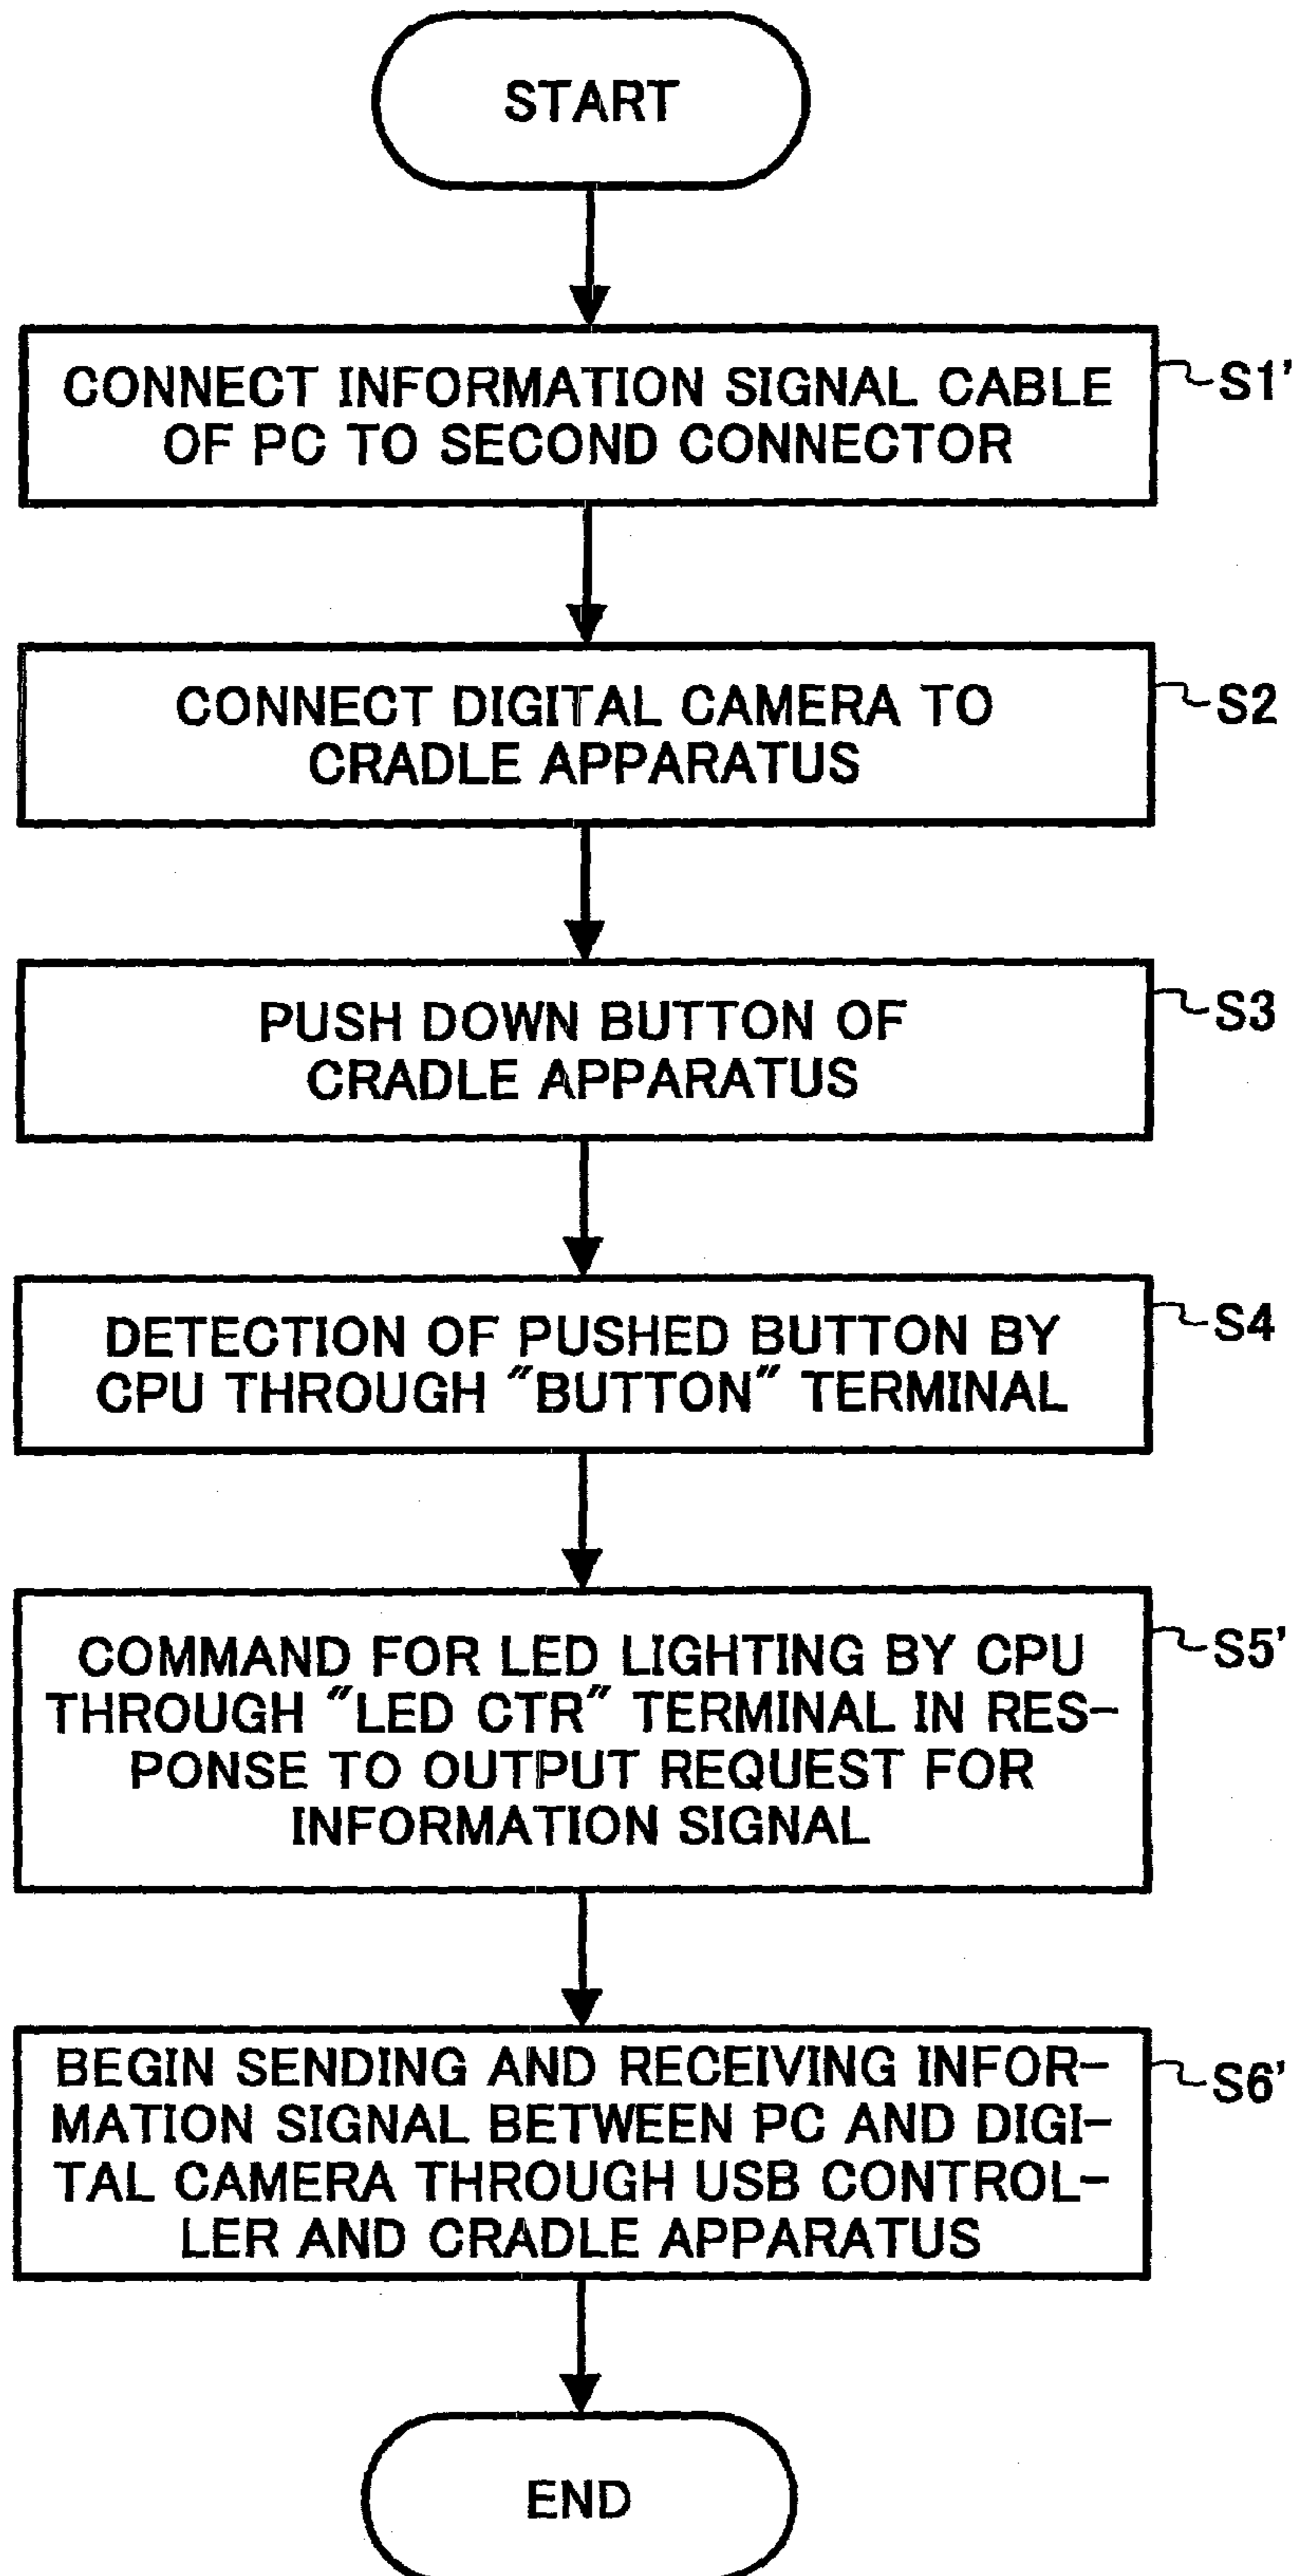 START
CONNECT INFORMATION SIGNAL CABLE
OF PC TO SECOND CONNECTOR
S1'
CONNECT DIGITAL CAMERA TO
CRADLE APPARATUS
S2
PUSH DOWN BUTTON OF
CRADLE APPARATUS
S3
DETECTION OF PUSHED BUTTON BY
CPU THROUGH "BUTTON" TERMINAL
S4
COMMAND FOR LED LIGHTING BY CPU
THROUGH "LED CTR" TERMINAL IN RES-
PONSE TO OUTPUT REQUEST FOR
INFORMATION SIGNAL
S5'
BEGIN SENDING AND RECEIVING INFOR-
MATION SIGNAL BETWEEN PC AND DIGI-
TAL CAMERA THROUGH USB CONTROL-
LER AND CRADLE APPARATUS
S6'
END